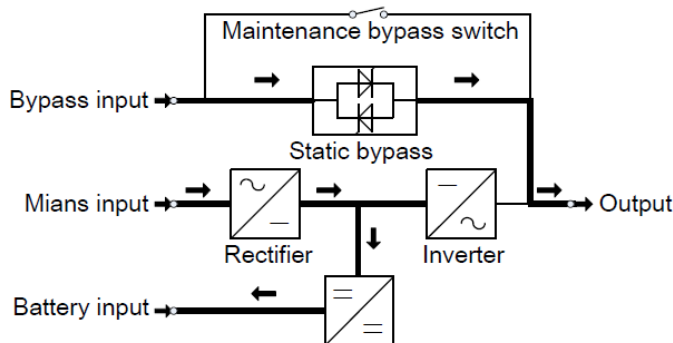 Maintenance bypass switch
Bypass input
Static bypass
Mians input
Output
Rectifier
Inverter
Battery input